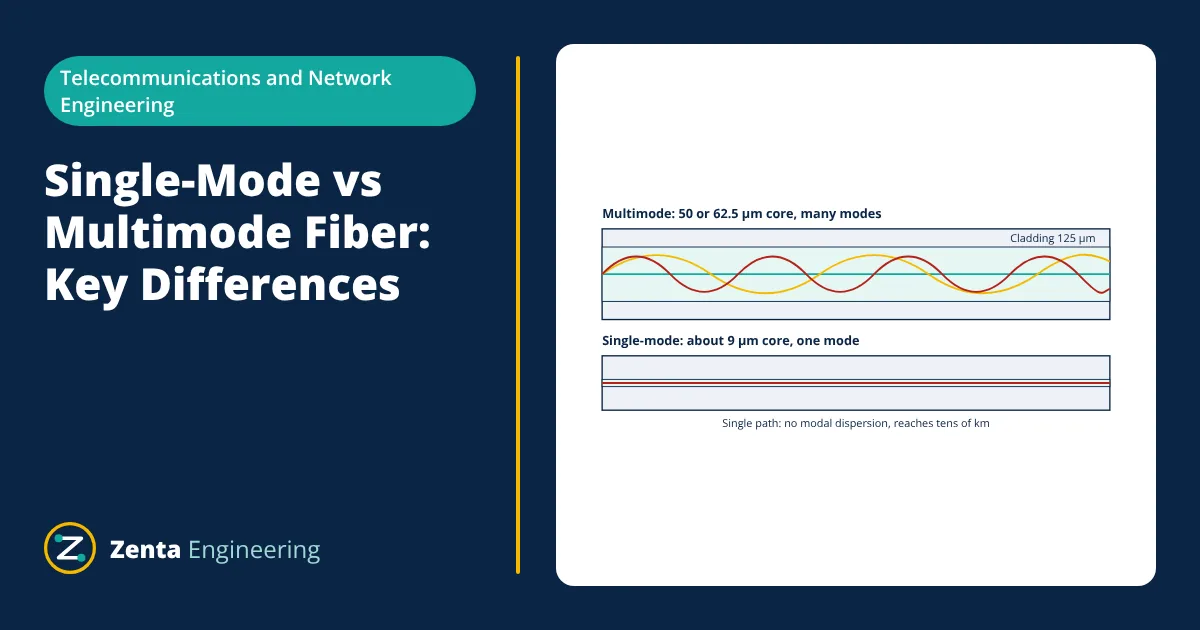 Telecommunications and Network
Engineering
Single-Mode vs
Multimode Fiber:
Key Differences
Zenta Engineering
Multimode: 50 or 62.5 µm core, many modes
Cladding 125 µm
Single-mode: about 9 µm core, one mode
Single path: no modal dispersion, reaches tens of km